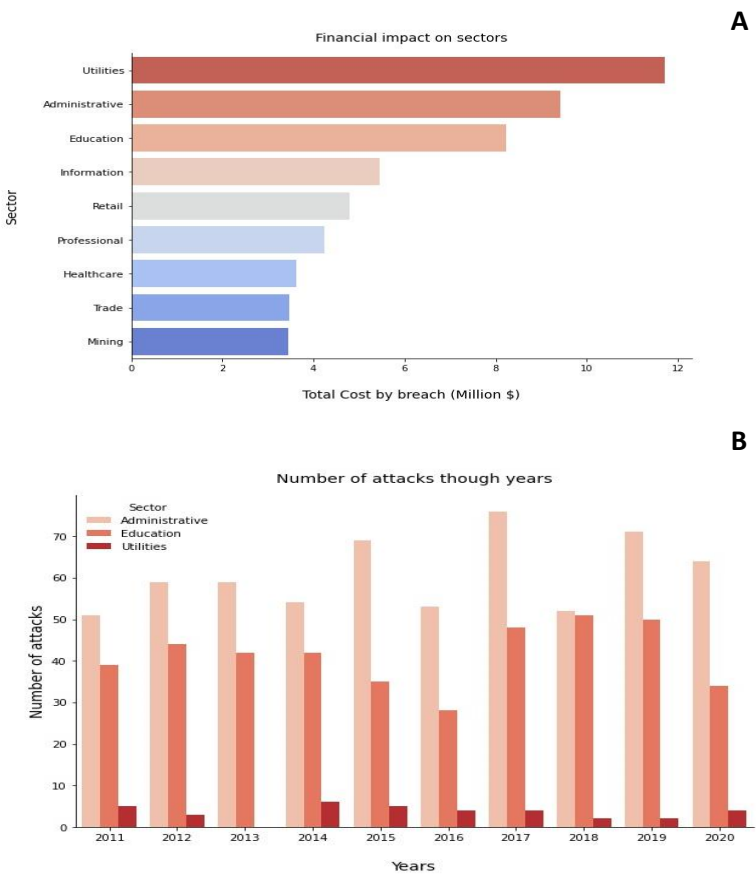 A
Financial impact on sectors
Utilities
Administrative
Education
Information
Retail
Professional
Healthcare
Trade
Mining
Sector
0 2 4 6 8 10 12
Total Cost by breach (Million $)
B
Number of attacks though years
Sector
Administrative
Education
Utilities
70
60
50
40
30
20
10
0
Number of attacks
2011 2012 2013 2014 2015 2016 2017 2018 2019 2020
Years